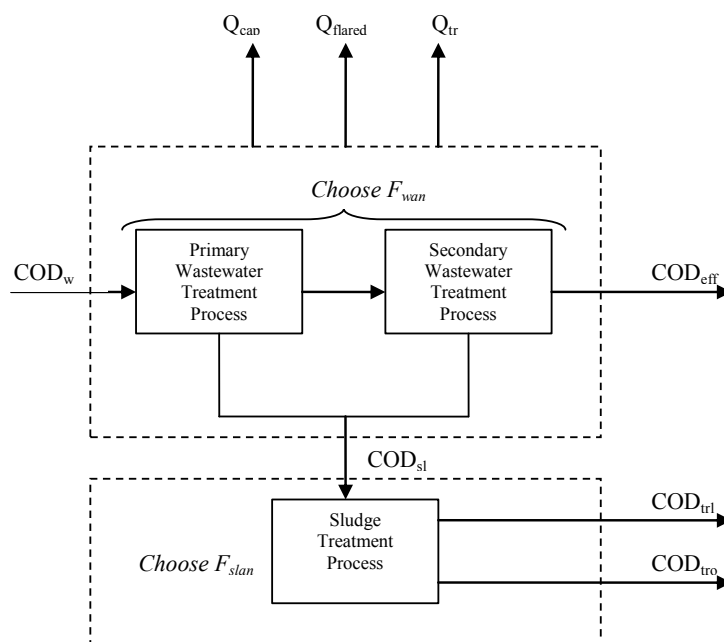 Q_cap Q_flared Q_tr
Choose F_wan
Primary
Wastewater
Treatment
Process
Secondary
Wastewater
Treatment
Process
COD_w
COD_eff
COD_sl
Sludge
Treatment
Process
Choose F_slan
COD_trl
COD_tro